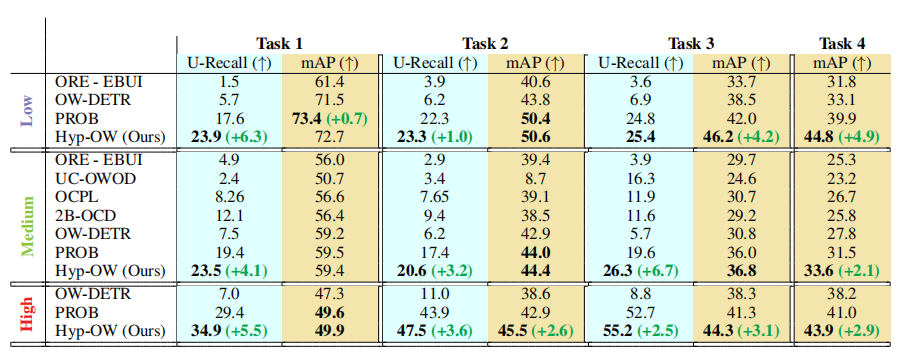 Task 1 Task 2 Task 3 Task 4
U-Recall (↑) mAP (↑) U-Recall (↑) mAP (↑) U-Recall (↑) mAP (↑) mAP (↑)
Low
ORE - EBUI 1.5 61.4 3.9 40.6 3.6 33.7 31.8
OW-DETR 5.7 71.5 6.2 43.8 6.9 38.5 33.1
PROB 17.6 73.4 (+0.7) 22.3 50.4 24.8 42.0 39.9
Hyp-OW (Ours) 23.9 (+6.3) 72.7 23.3 (+1.0) 50.6 25.4 46.2 (+4.2) 44.8 (+4.9)
Medium
ORE - EBUI 4.9 56.0 2.9 39.4 3.9 29.7 25.3
UC-OWOD 2.4 50.7 3.4 8.7 16.3 24.6 23.2
OCPL 8.26 56.6 7.65 39.1 11.9 30.7 26.7
2B-OCD 12.1 56.4 9.4 38.5 11.6 29.2 25.8
OW-DETR 7.5 59.2 6.2 42.9 5.7 30.8 27.8
PROB 19.4 59.5 17.4 44.0 19.6 36.0 31.5
Hyp-OW (Ours) 23.5 (+4.1) 59.4 20.6 (+3.2) 44.4 26.3 (+6.7) 36.8 33.6 (+2.1)
High
OW-DETR 7.0 47.3 11.0 38.6 8.8 38.3 38.2
PROB 29.4 49.6 43.9 42.9 52.7 41.3 41.0
Hyp-OW (Ours) 34.9 (+5.5) 49.9 47.5 (+3.6) 45.5 (+2.6) 55.2 (+2.5) 44.3 (+3.1) 43.9 (+2.9)